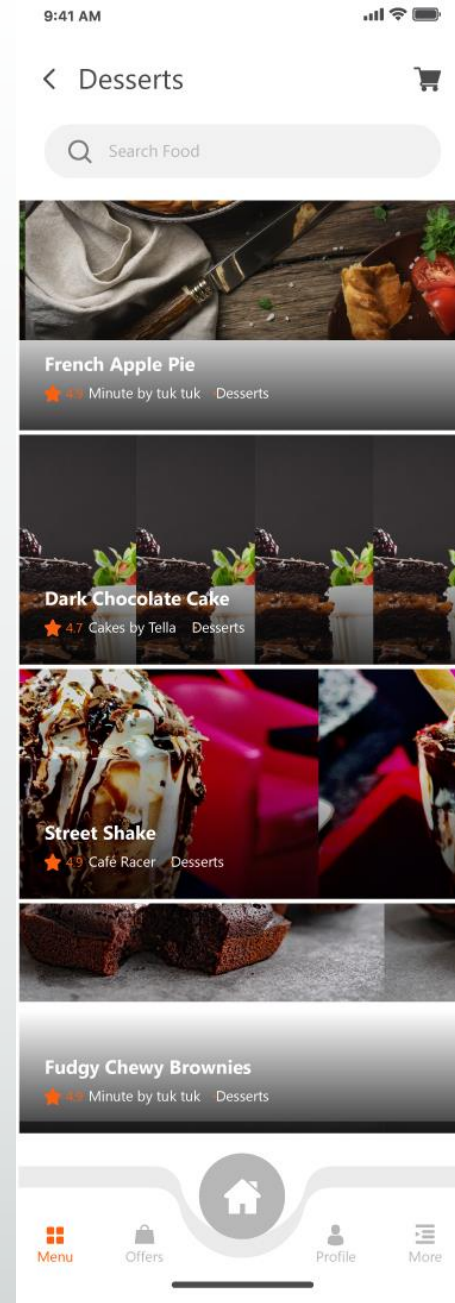 9:41 AM
Desserts
Search Food
French Apple Pie
4.9 Minute by tuk tuk Desserts
Dark Chocolate Cake
4.7 Cakes by Tella Desserts
Street Shake
4.9 Café Racer Desserts
Fudgy Chewy Brownies
4.9 Minute by tuk tuk Desserts
Menu
Offers
Profile
More